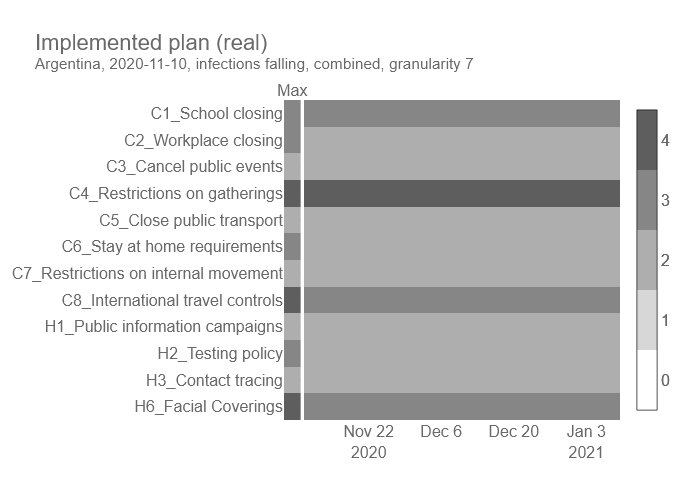 Implemented plan (real)
Argentina, 2020-11-10, infections falling, combined, granularity 7
Max
C1_School closing
C2_Workplace closing
C3_Cancel public events
C4_Restrictions on gatherings
C5_Close public transport
C6_Stay at home requirements
C7_Restrictions on internal movement
C8_International travel controls
H1_Public information campaigns
H2_Testing policy
H3_Contact tracing
H6_Facial Coverings
4
3
2
1
0
Nov 22 Dec 6 Dec 20 Jan 3
2020 2021